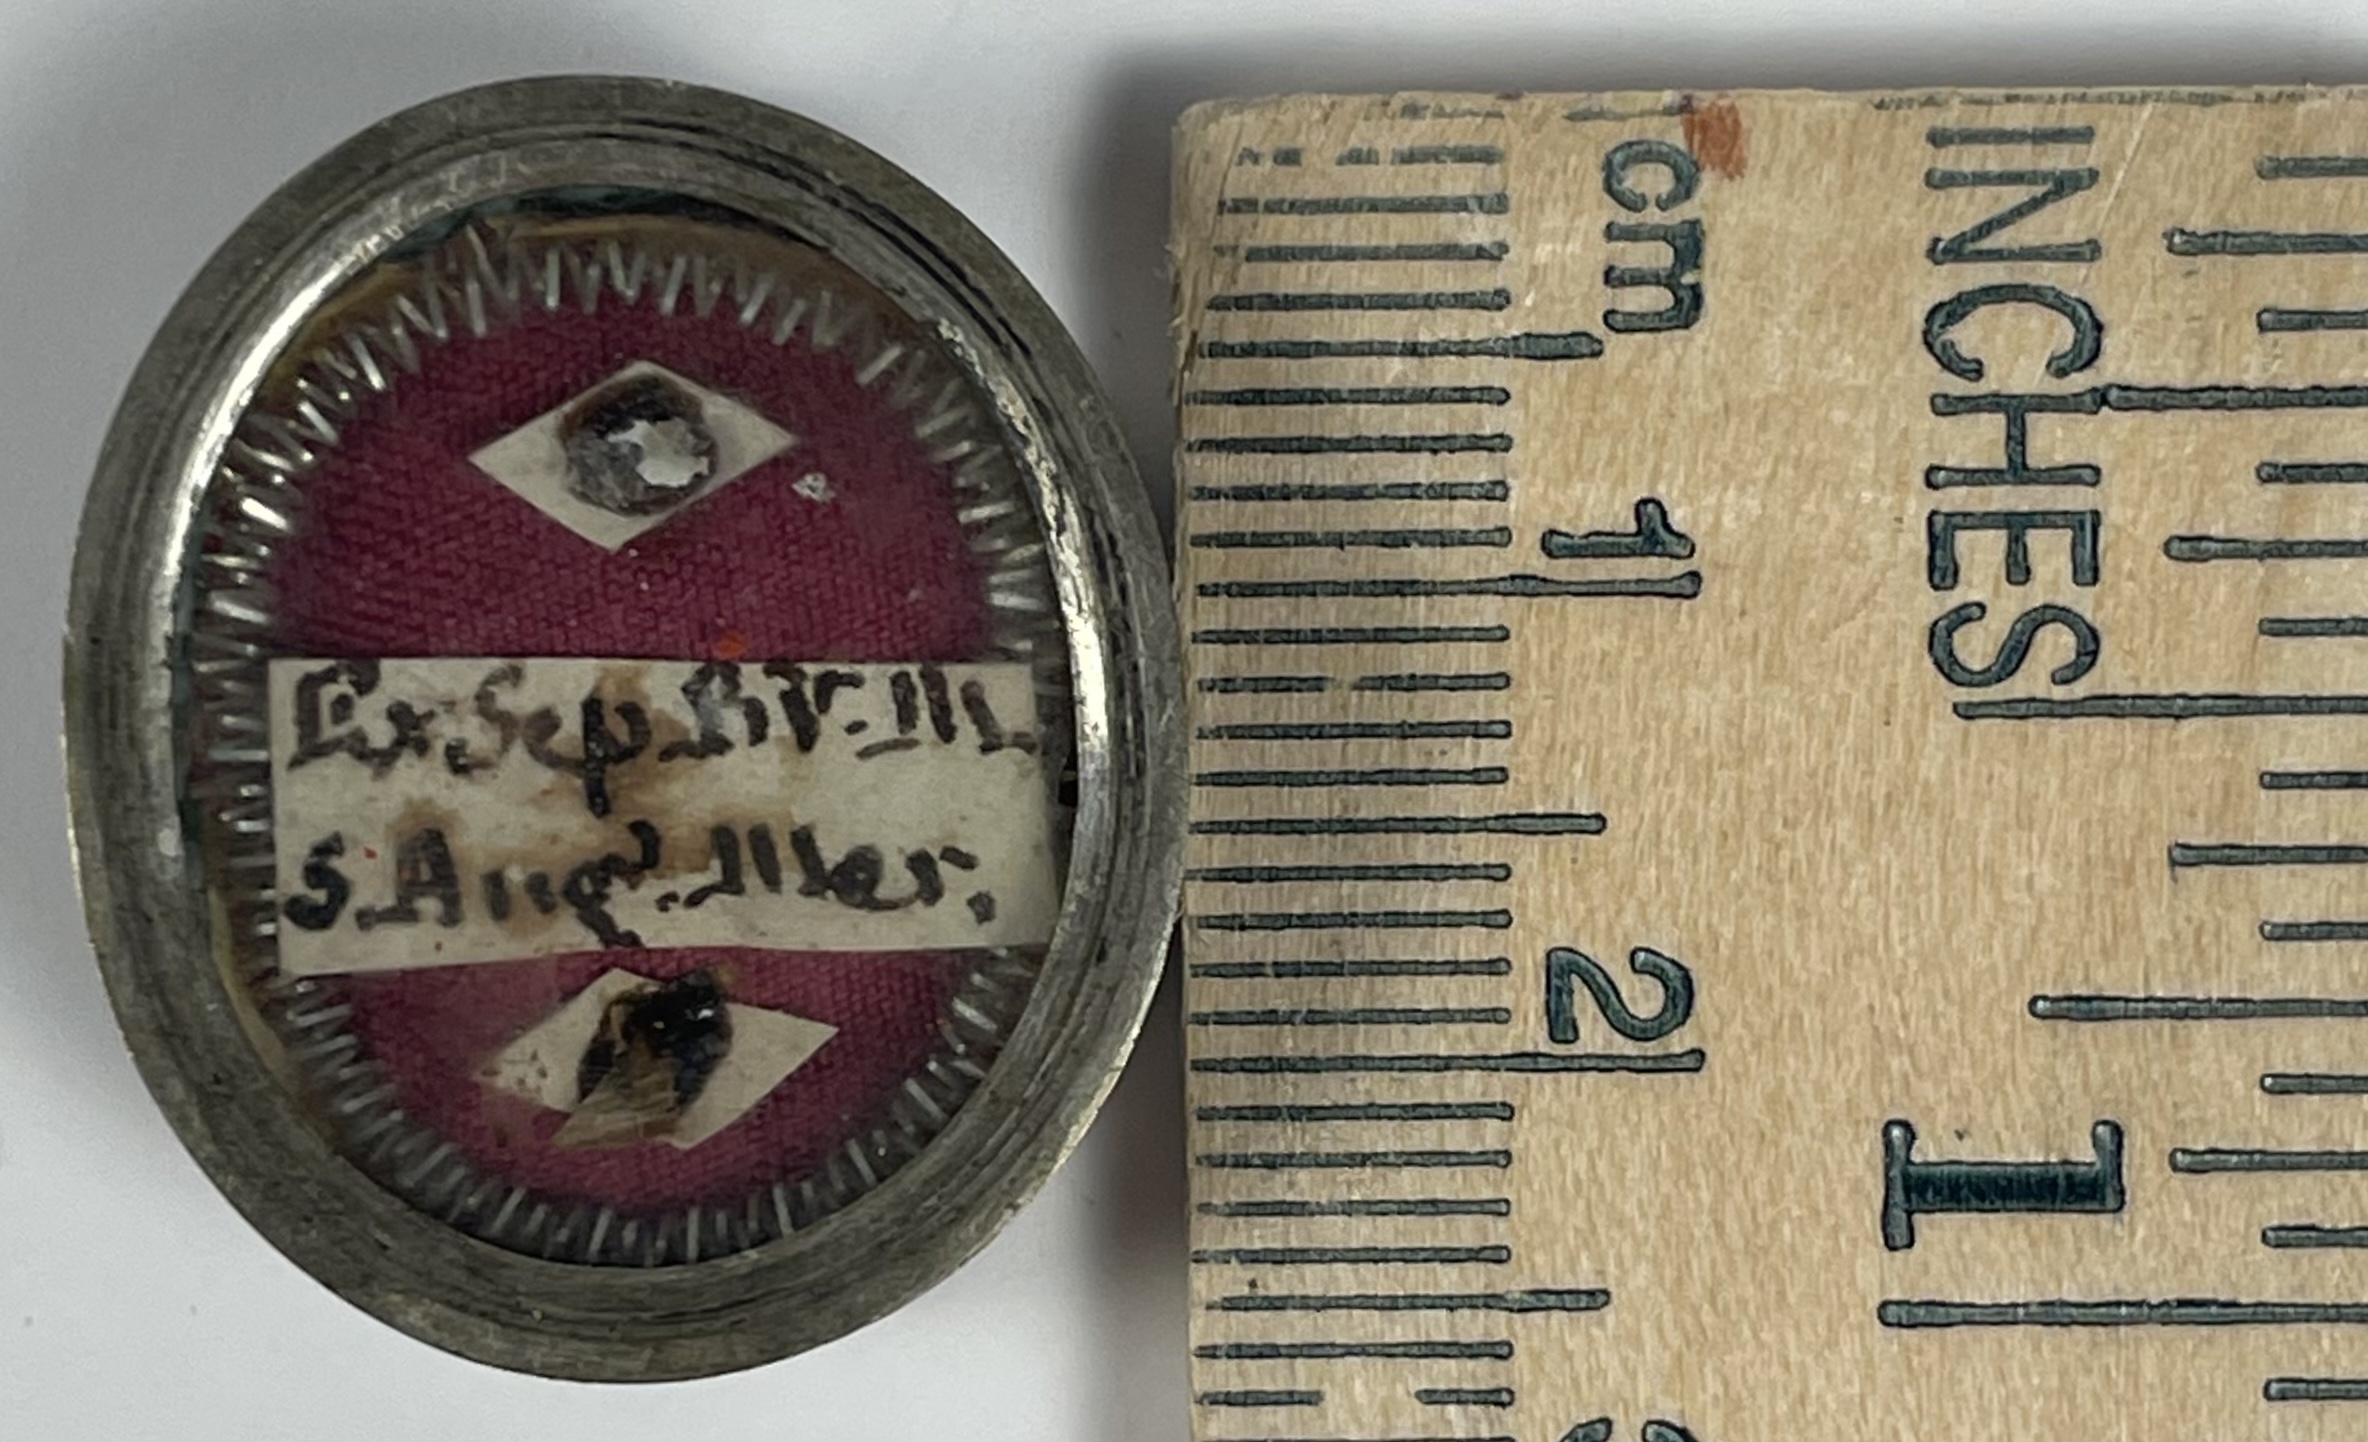 Ex Sep. B.V.M.
S. Ang. Mer.
cm
INCHES
1
2
1